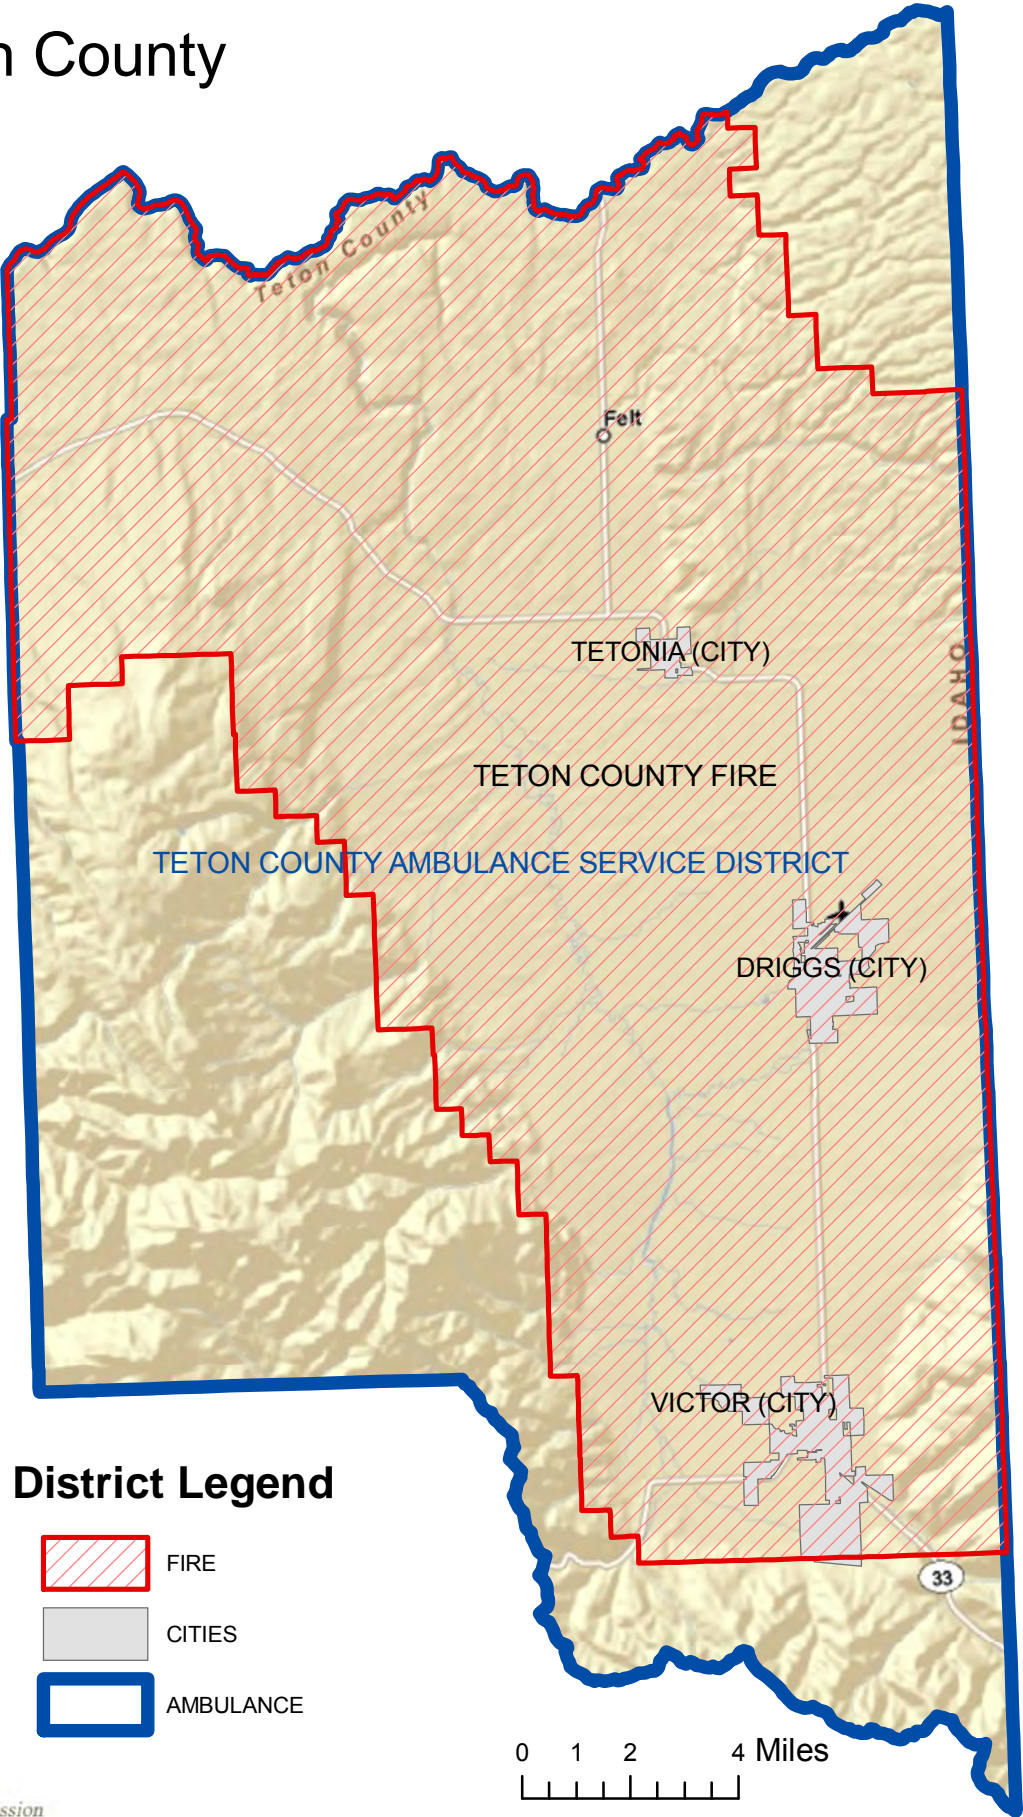 County
Teton County
Felt
TETONIA (CITY)
IDAHO
TETON COUNTY FIRE
TETON COUNTY AMBULANCE SERVICE DISTRICT
DRIGGS (CITY)
VICTOR (CITY)
District Legend
FIRE
33
CITIES
AMBULANCE
0 1 2 4 Miles